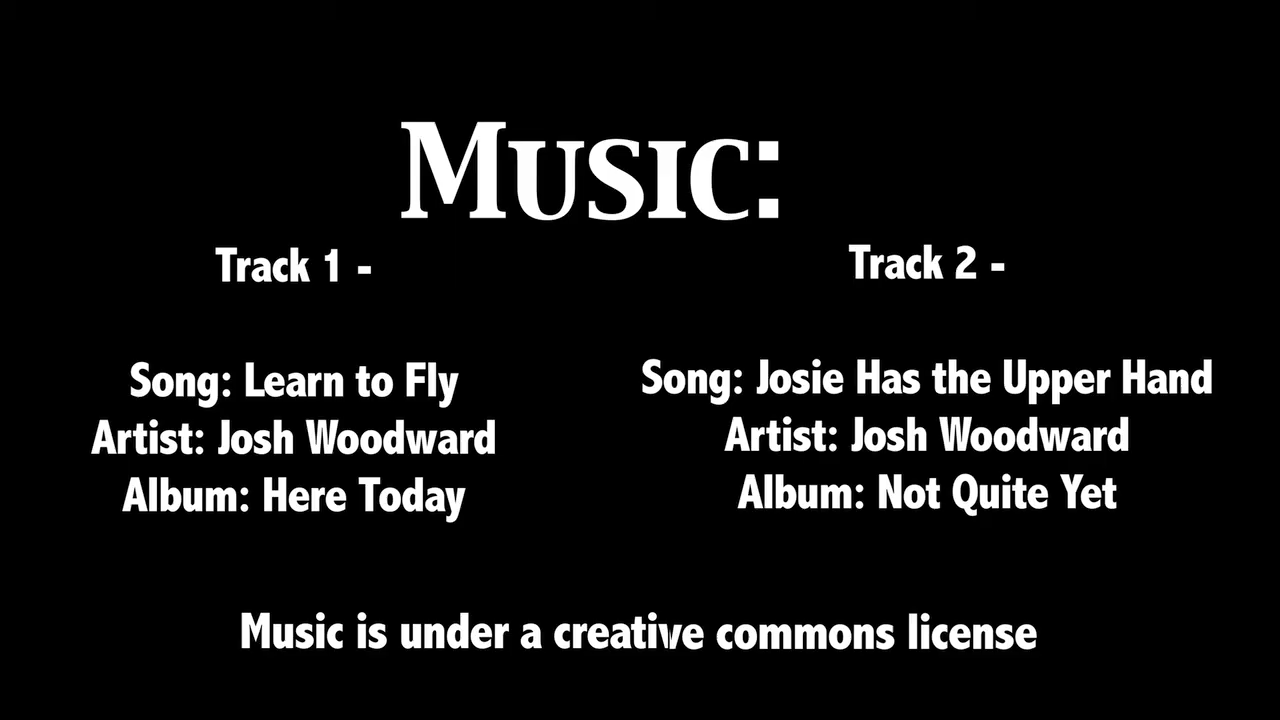 Music:
Track 1 -
Song: Learn to Fly
Artist: Josh Woodward
Album: Here Today
Track 2 -
Song: Josie Has the Upper Hand
Artist: Josh Woodward
Album: Not Quite Yet
Music is under a creative commons license